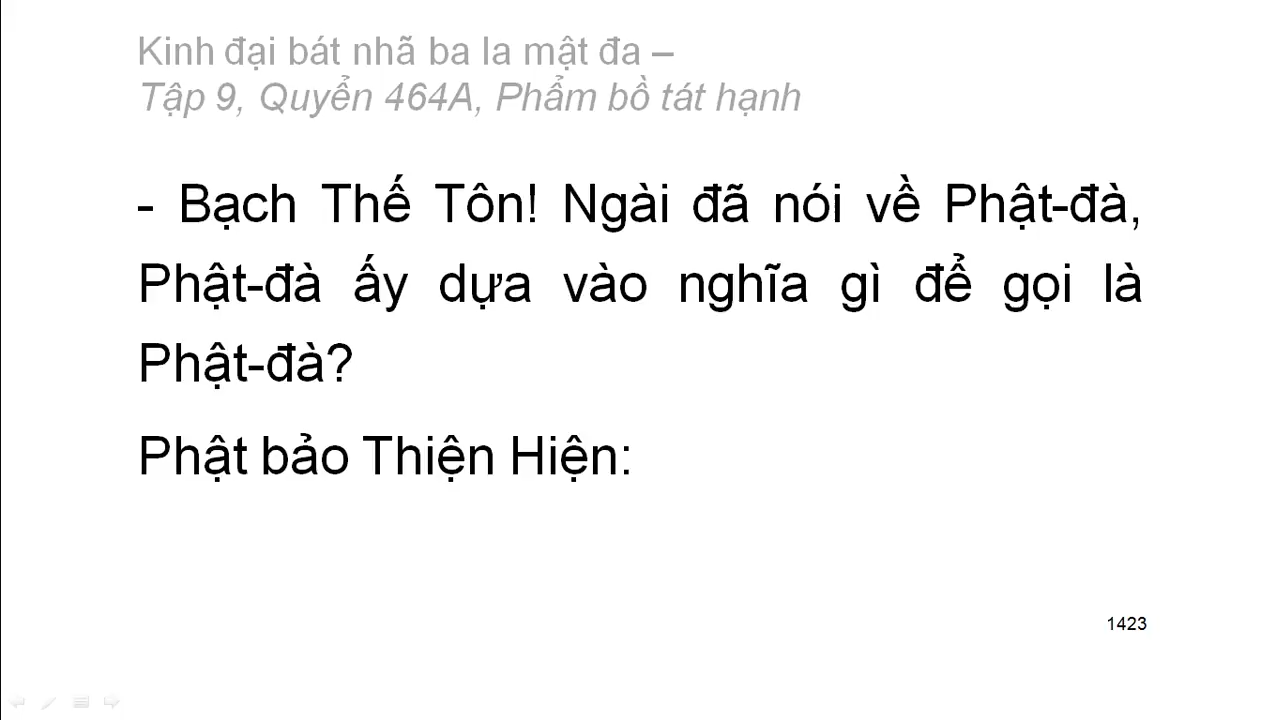 Kinh đại bát nhã ba la mật đa –
Tập 9, Quyển 464A, Phẩm bồ tát hạnh
- Bạch Thế Tôn! Ngài đã nói về Phật-đà,
Phật-đà ấy dựa vào nghĩa gì để gọi là
Phật-đà?
Phật bảo Thiện Hiện:
1423